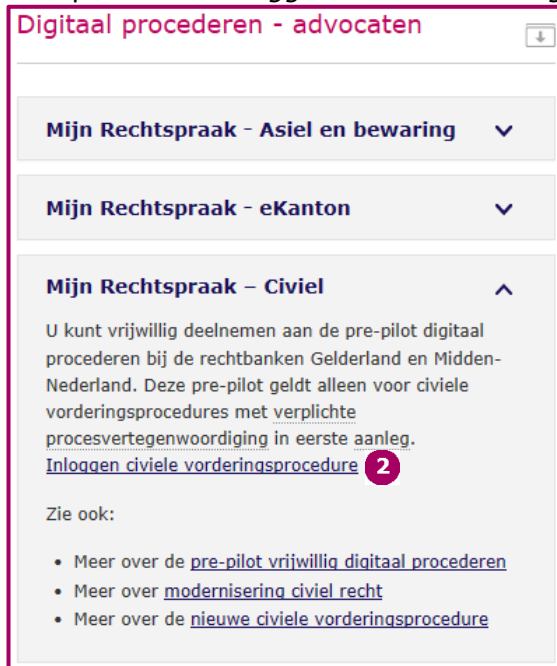 Digitaal procederen - advocaten
Mijn Rechtspraak - Asiel en bewaring
Mijn Rechtspraak - eKanton
Mijn Rechtspraak – Civiel
U kunt vrijwillig deelnemen aan de pre-pilot digitaal
procederen bij de rechtbanken Gelderland en Midden-
Nederland. Deze pre-pilot geldt alleen voor civiele
vorderingsprocedures met verplichte
procesvertegenwoordiging in eerste aanleg.
Inloggen civiele vorderingsprocedure 2
Zie ook:
• Meer over de pre-pilot vrijwillig digitaal procederen
• Meer over modernisering civiel recht
• Meer over de nieuwe civiele vorderingsprocedure